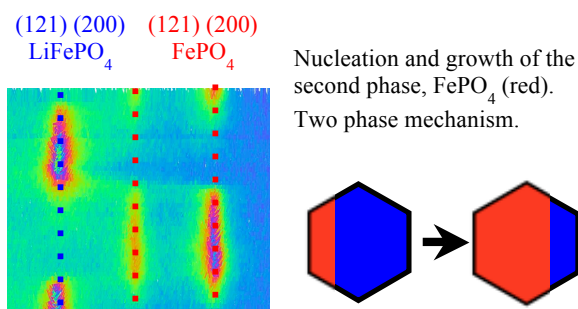 (121) (200) (121) (200)
LiFePO₄ FePO₄
Nucleation and growth of the
second phase, FePO₄ (red).
Two phase mechanism.